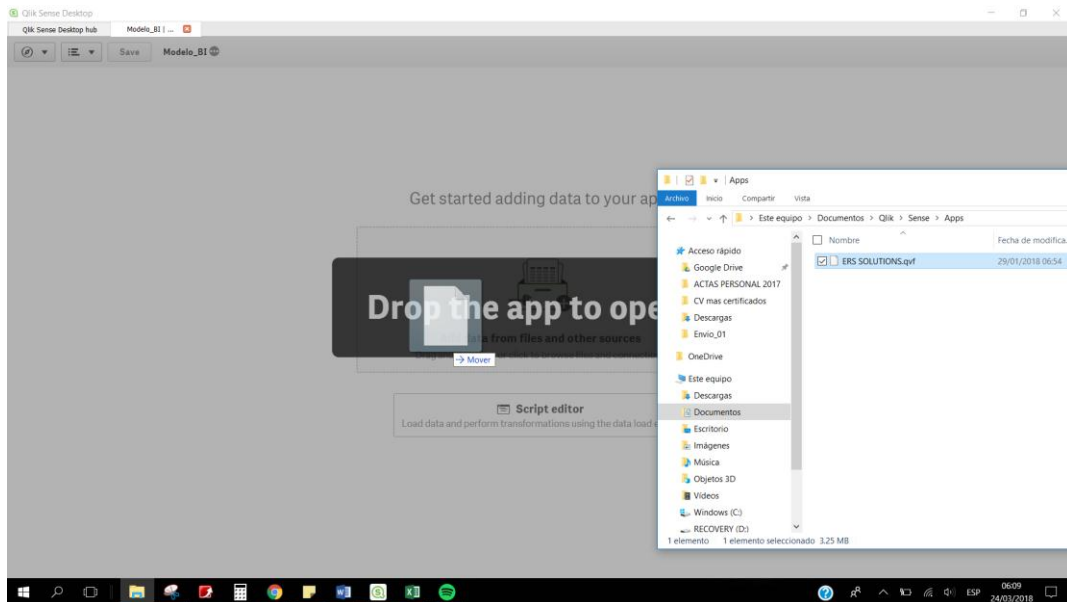 Qlik Sense Desktop
Qlik Sense Desktop hub
Modelo_BI | ...
Save
Modelo_BI
Get started adding data to your ap
Drop the app to ope
data from files and other sources
Mover
Script editor
Load data and perform transformations using the data load e
Apps
Archivo Inicio Compartir Vista
> Este equipo > Documentos > Qlik > Sense > Apps
Nombre Fecha de modifica
ERS SOLUTIONS.qvf 29/01/2018 06:54
Acceso rápido
Google Drive
ACTAS PERSONAL 2017
CV mas certificados
Descargas
Envio_01
OneDrive
Este equipo
Descargas
Documentos
Escritorio
Imágenes
Música
Objetos 3D
Vídeos
Windows (C:)
RECOVERY (D:)
1 elemento 1 elemento seleccionado 3.25 MB
ESP
06:09
24/03/2018